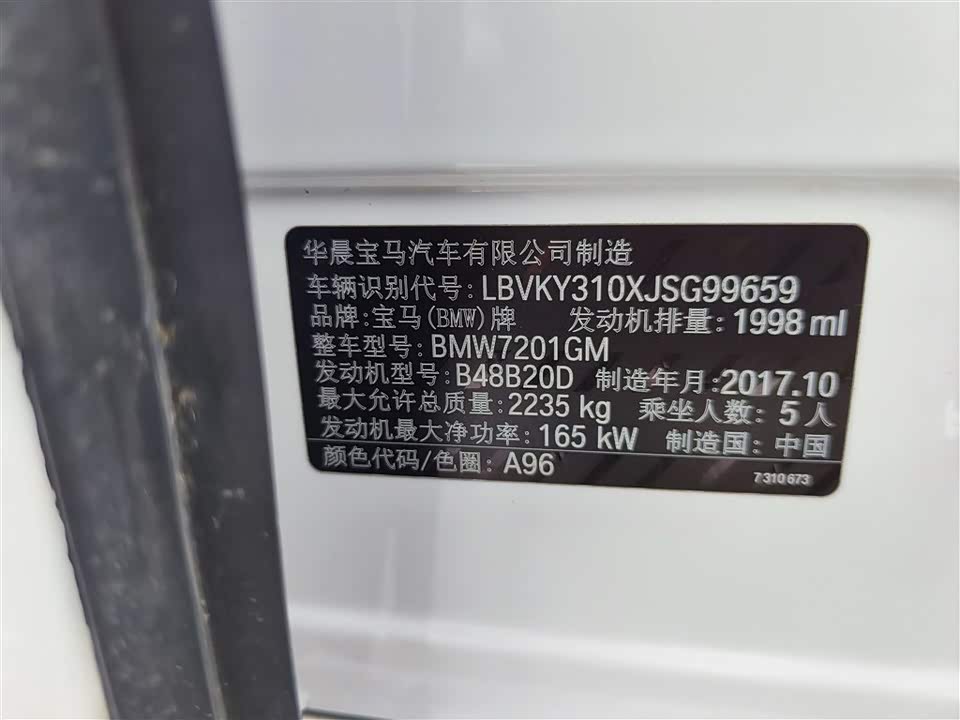 华晨宝马汽车有限公司制造
车辆识别代号: LBVKY310XJSG99659
品牌: 宝马(BMW)牌 发动机排量: 1998 ml
整车型号: BMW7201GM
发动机型号: B48B20D 制造年月: 2017.10
最大允许总质量: 2235 kg 乘坐人数: 5人
发动机最大净功率: 165 kW 制造国: 中国
颜色代码/色圈: A96
7 310 673